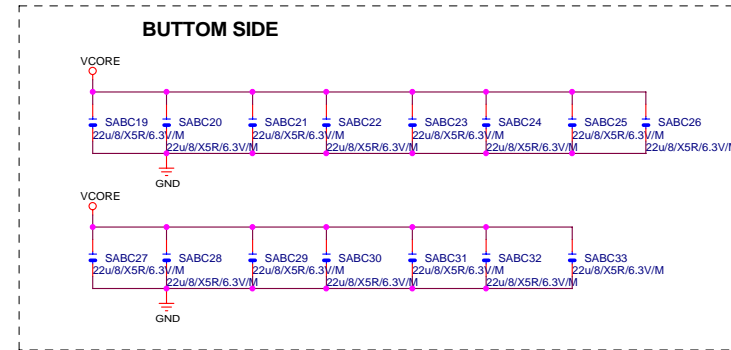 BUTTOM SIDE
VCORE
SABC19 SABC20 SABC21 SABC22 SABC23 SABC24 SABC25 SABC26
22u/8/X5R/6.3V/M 22u/8/X5R/6.3V/M 22u/8/X5R/6.3V/M 22u/8/X5R/6.3V/M
22u/8/X5R/6.3V/M 22u/8/X5R/6.3V/M 22u/8/X5R/6.3V/M 22u/8/X5R/6.3V/M
GND
VCORE
SABC27 SABC28 SABC29 SABC30 SABC31 SABC32 SABC33
22u/8/X5R/6.3V/M 22u/8/X5R/6.3V/M 22u/8/X5R/6.3V/M 22u/8/X5R/6.3V/M
22u/8/X5R/6.3V/M 22u/8/X5R/6.3V/M 22u/8/X5R/6.3V/M
GND